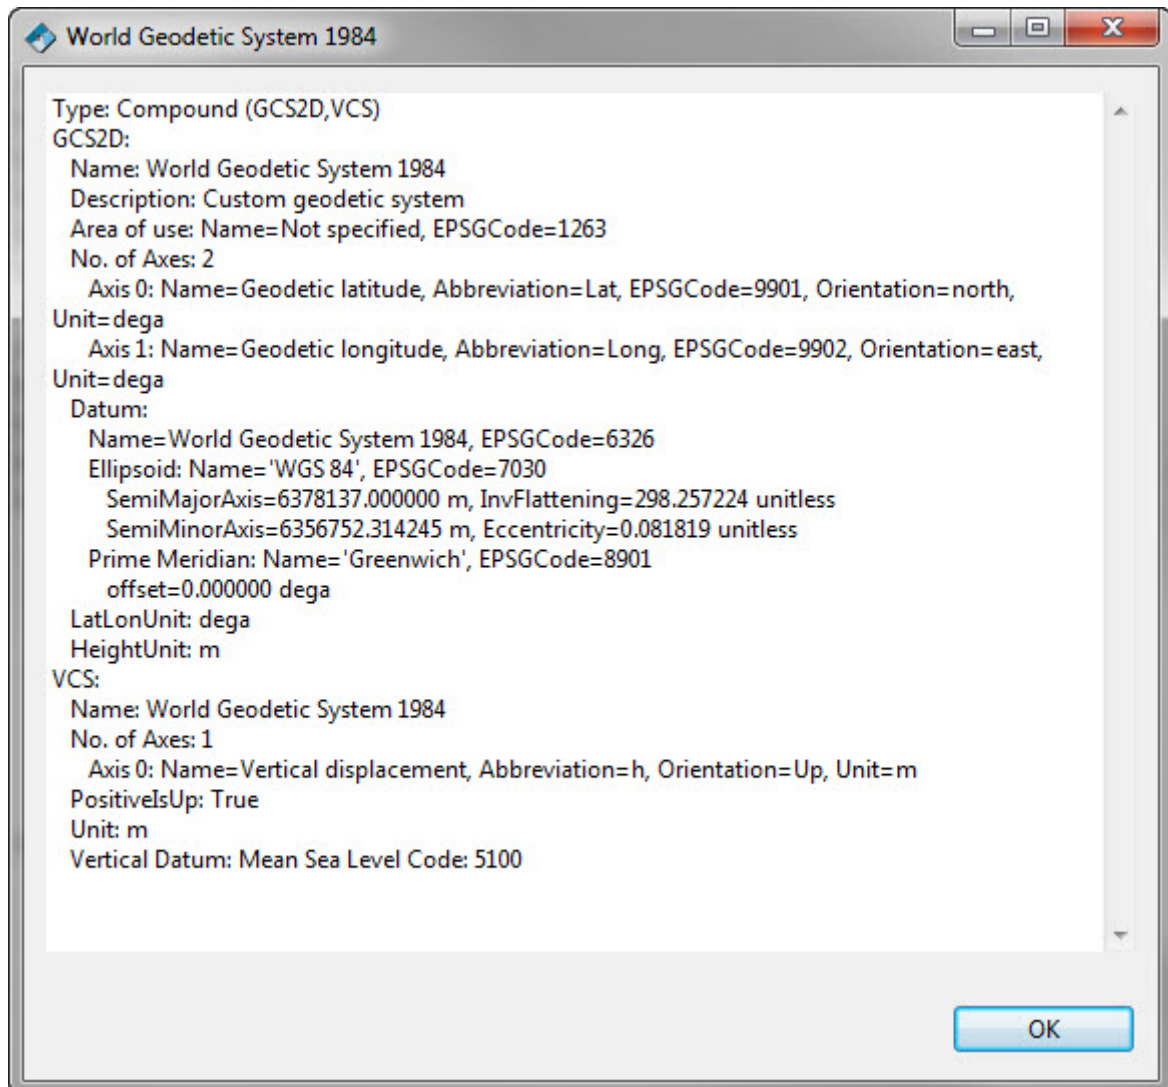 World Geodetic System 1984
Type: Compound (GCS2D,VCS)
GCS2D:
Name: World Geodetic System 1984
Description: Custom geodetic system
Area of use: Name=Not specified, EPSGCode=1263
No. of Axes: 2
Axis 0: Name=Geodetic latitude, Abbreviation=Lat, EPSGCode=9901, Orientation=north,
Unit=dega
Axis 1: Name=Geodetic longitude, Abbreviation=Long, EPSGCode=9902, Orientation=east,
Unit=dega
Datum:
Name=World Geodetic System 1984, EPSGCode=6326
Ellipsoid: Name='WGS 84', EPSGCode=7030
SemiMajorAxis=6378137.000000 m, InvFlattening=298.257224 unitless
SemiMinorAxis=6356752.314245 m, Eccentricity=0.081819 unitless
Prime Meridian: Name='Greenwich', EPSGCode=8901
offset=0.000000 dega
LatLonUnit: dega
HeightUnit: m
VCS:
Name: World Geodetic System 1984
No. of Axes: 1
Axis 0: Name=Vertical displacement, Abbreviation=h, Orientation=Up, Unit=m
PositiveIsUp: True
Unit: m
Vertical Datum: Mean Sea Level Code: 5100
OK